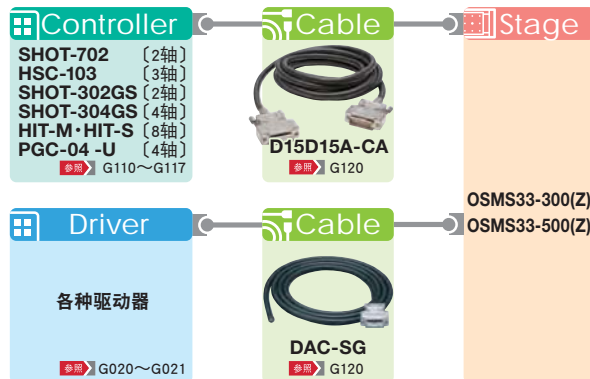 Controller
SHOT-702 〔2轴〕
HSC-103 〔3轴〕
SHOT-302GS〔2轴〕
SHOT-304GS〔4轴〕
HIT-M・HIT-S〔8轴〕
PGC-04 -U 〔4轴〕
参照 G110～G117
Cable
D15D15A-CA
参照 G120
Stage
OSMS33-300(Z)
OSMS33-500(Z)
Driver
各种驱动器
参照 G020～G021
Cable
DAC-SG
参照 G120